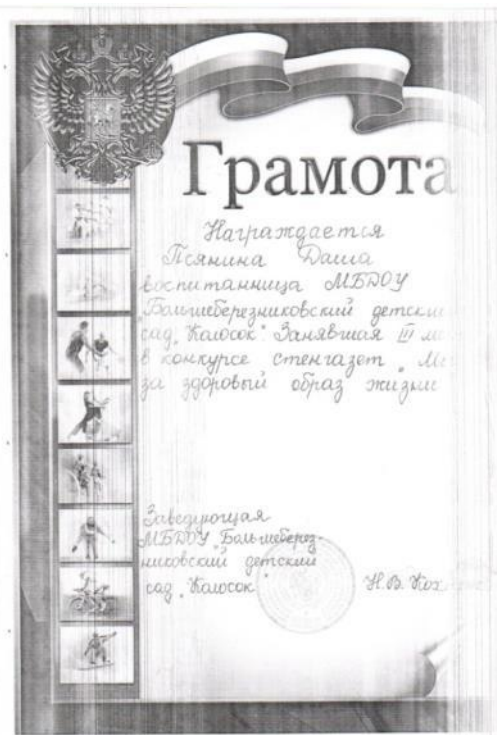 Грамота
Награждается
Псянина Даша
воспитанница МБДОУ
"Большеберезниковский
сад "Колосок". Занявшая III
в конкурсе стенгазет
за здоровый образ жизни
Заведующая
МБДОУ "Большеберез-
никовский детский
сад "Колосок"
Н.В.